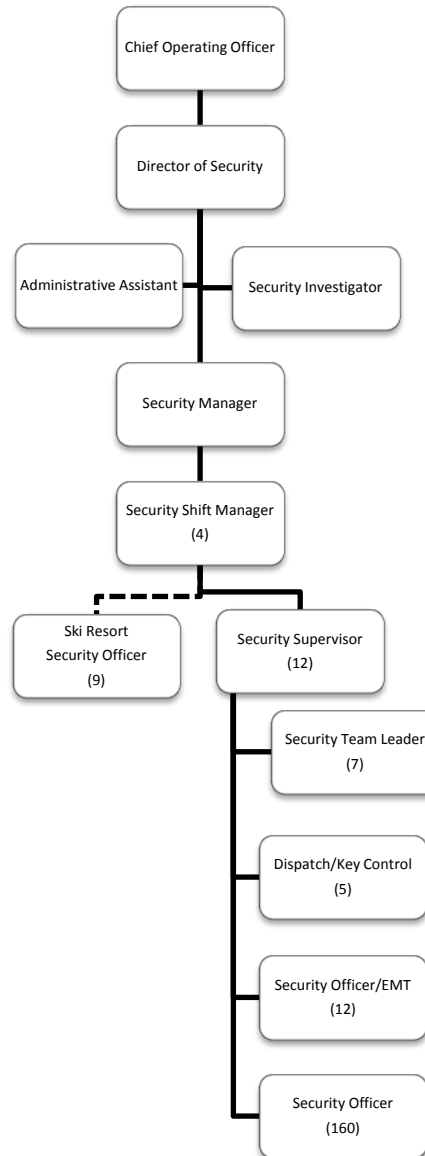 Chief Operating Officer
Director of Security
Administrative Assistant
Security Investigator
Security Manager
Security Shift Manager
(4)
Ski Resort
Security Officer
(9)
Security Supervisor
(12)
Security Team Leader
(7)
Dispatch/Key Control
(5)
Security Officer/EMT
(12)
Security Officer
(160)